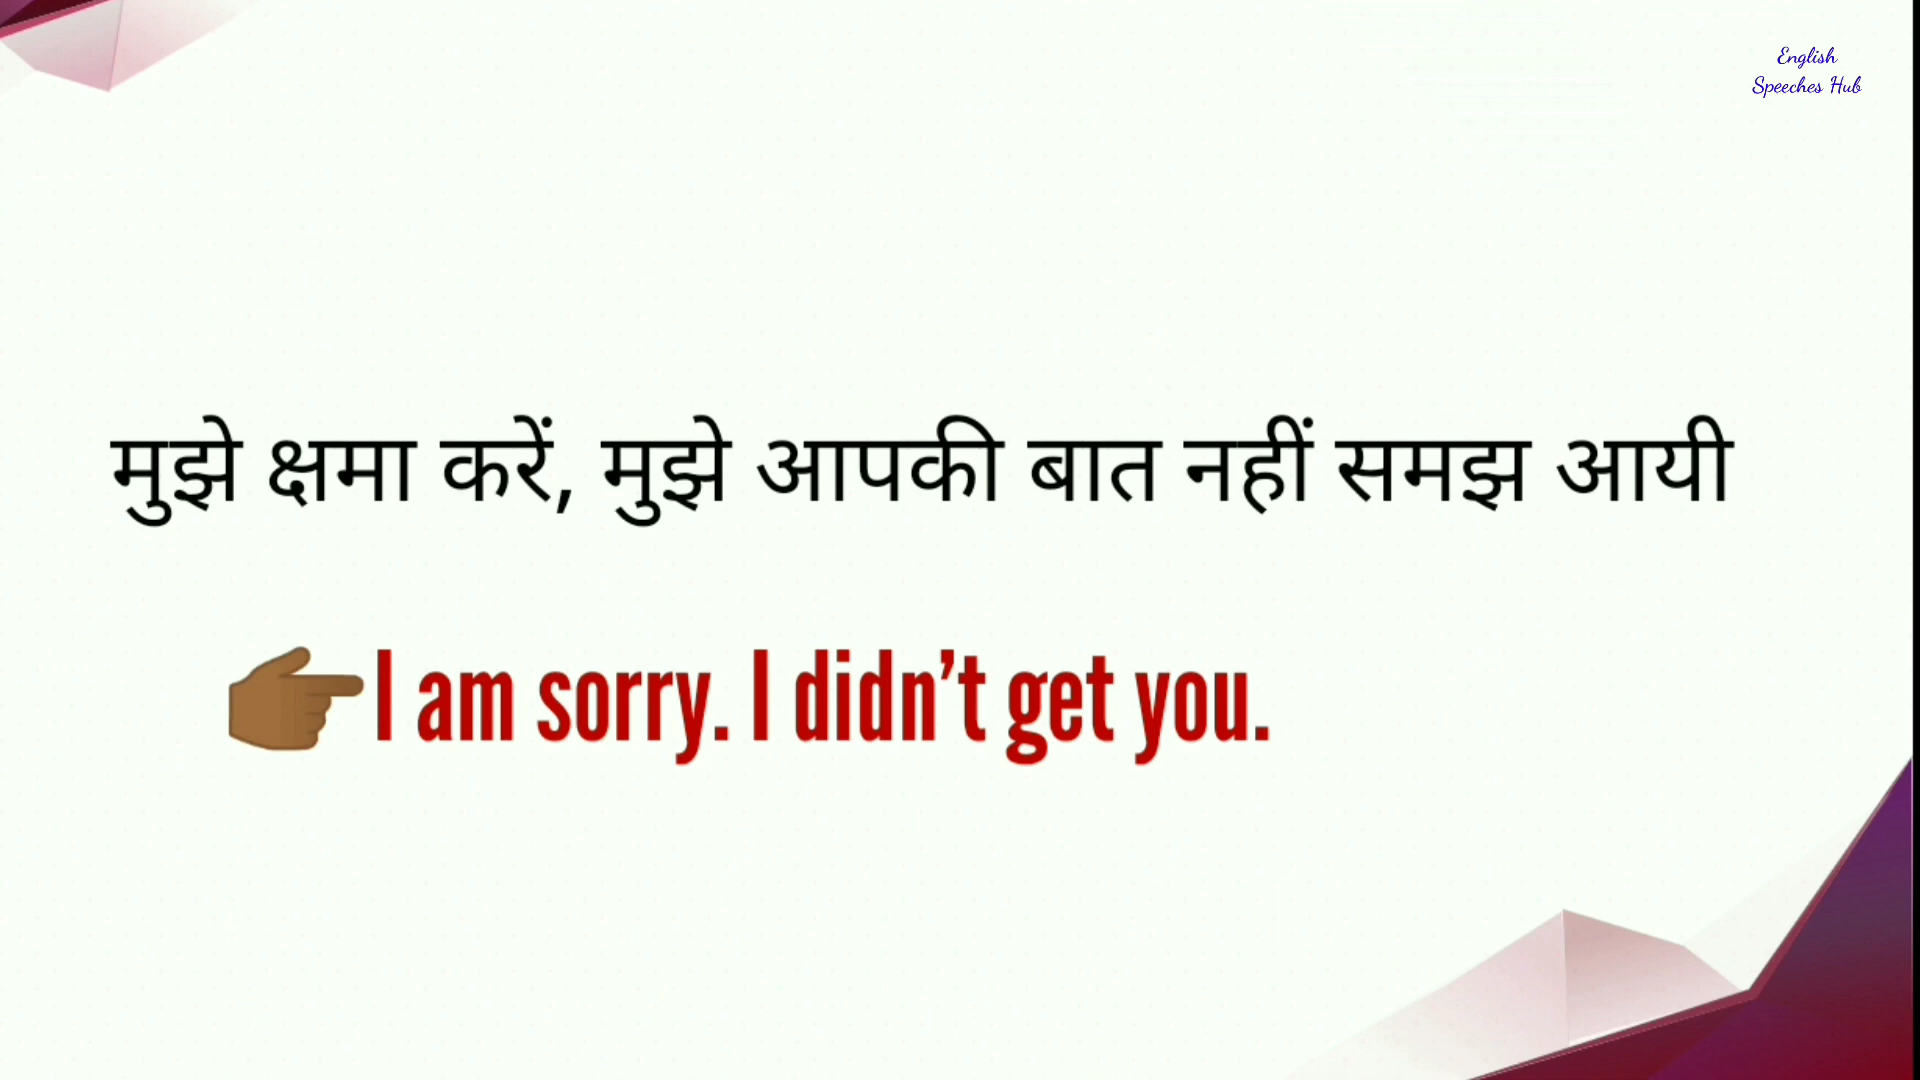 English
Speeches Hub
मुझे क्षमा करें, मुझे आपकी बात नहीं समझ आयी
I am sorry. I didn’t get you.